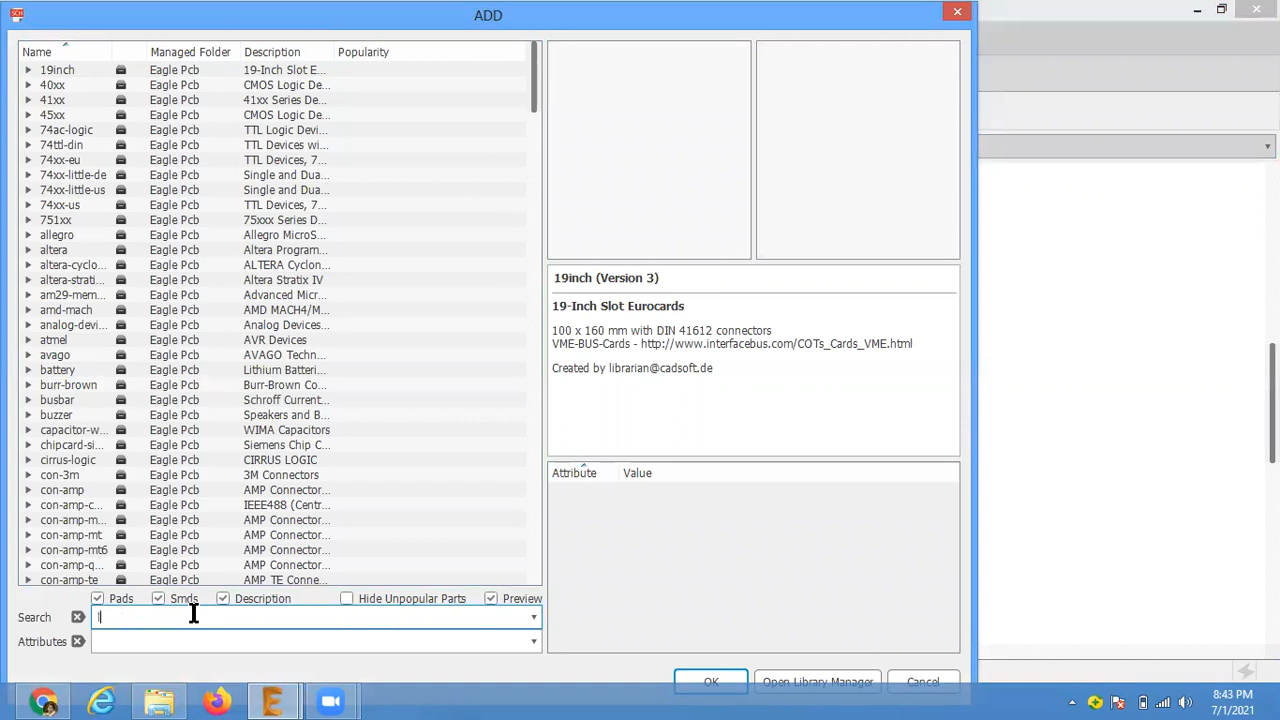 SCH
ADD
Name Managed Folder Description Popularity
19inch Eagle Pcb 19-Inch Slot E...
40xx Eagle Pcb CMOS Logic De...
41xx Eagle Pcb 41xx Series De...
45xx Eagle Pcb CMOS Logic De...
74ac-logic Eagle Pcb TTL Logic Devi...
74ttl-din Eagle Pcb TTL Devices wi...
74xx-eu Eagle Pcb TTL Devices, 7...
74xx-little-de Eagle Pcb Single and Dua...
74xx-little-us Eagle Pcb Single and Dua...
74xx-us Eagle Pcb TTL Devices, 7...
751xx Eagle Pcb 75xxx Series D...
allegro Eagle Pcb Allegro MicroS...
altera Eagle Pcb Altera Program...
altera-cyclo... Eagle Pcb ALTERA Cyclon...
altera-strati... Eagle Pcb Altera Stratix IV
am29-mem... Eagle Pcb Advanced Micr...
amd-mach Eagle Pcb AMD MACH4/M...
analog-devi... Eagle Pcb Analog Devices...
atmel Eagle Pcb AVR Devices
avago Eagle Pcb AVAGO Techn...
battery Eagle Pcb Lithium Batteri...
burr-brown Eagle Pcb Burr-Brown Co...
busbar Eagle Pcb Schroff Current...
buzzer Eagle Pcb Speakers and B...
capacitor-w... Eagle Pcb WIMA Capacitors
chipcard-si... Eagle Pcb Siemens Chip C...
cirrus-logic Eagle Pcb CIRRUS LOGIC
con-3m Eagle Pcb 3M Connectors
con-amp Eagle Pcb AMP Connector...
con-amp-c... Eagle Pcb IEEE488 (Centr...
con-amp-m... Eagle Pcb AMP Connector...
con-amp-mt Eagle Pcb AMP Connector...
con-amp-mt6 Eagle Pcb AMP Connector...
con-amp-q... Eagle Pcb AMP Connector...
con-amp-te Eagle Pcb AMP TE Conne...
19inch (Version 3)
19-Inch Slot Eurocards
100 x 160 mm with DIN 41612 connectors
VME-BUS-Cards - http://www.interfacebus.com/COTs_Cards_VME.html
Created by librarian@cadsoft.de
Attribute Value
Pads Smds Description Hide Unpopular Parts Preview
Search
Attributes
OK Open Library Manager Cancel
8:43 PM
7/1/2021